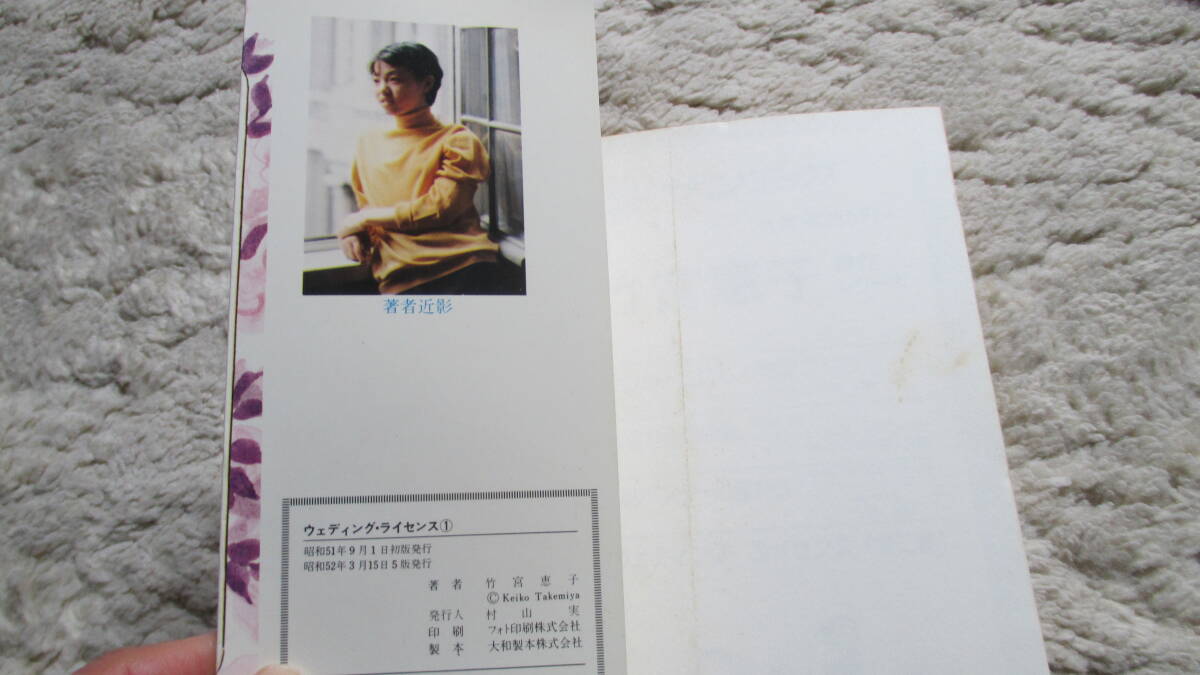 著者近影
ウェディング・ライセンス①
昭和51年9月1日初版発行
昭和52年3月15日5版発行
著者 竹宮恵子
©Keiko Takemiya
発行人 村山実
印刷 フォト印刷株式会社
製本 大和製本株式会社